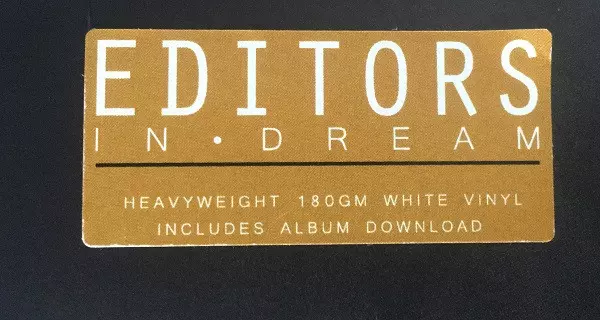 EDITORS
IN • DREAM
HEAVYWEIGHT 180GM WHITE VINYL
INCLUDES ALBUM DOWNLOAD